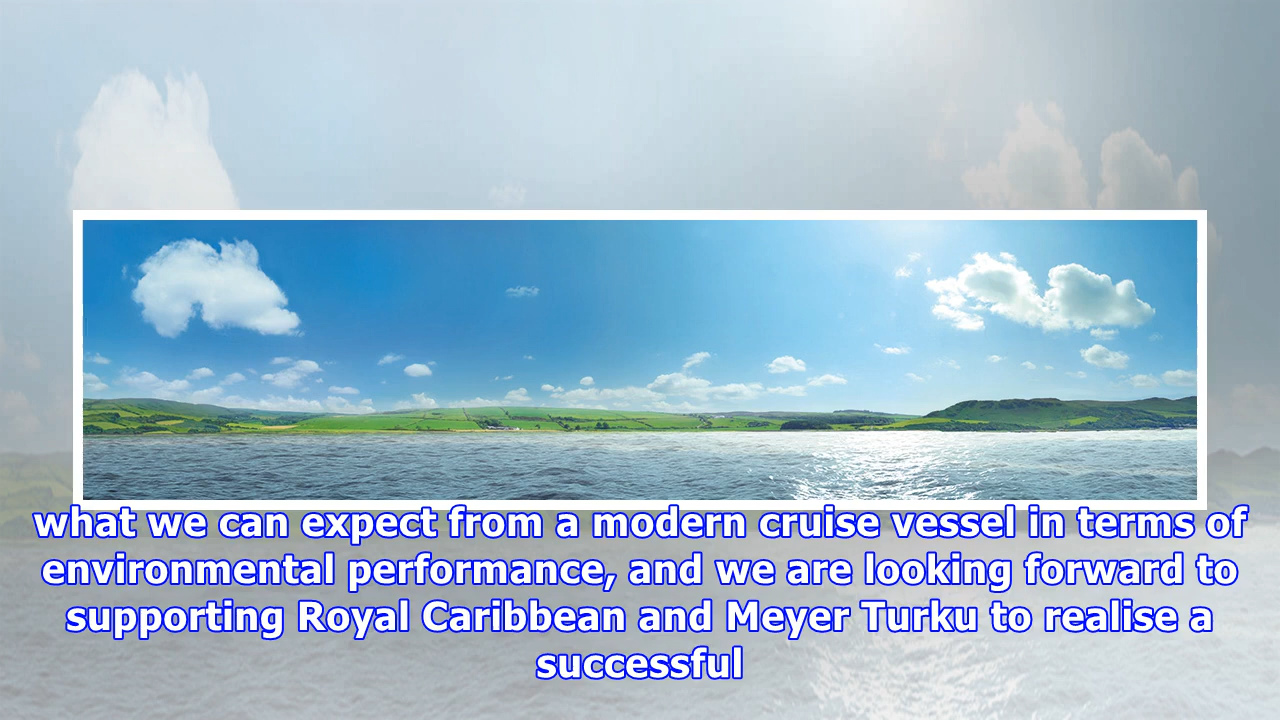 what we can expect from a modern cruise vessel in terms of
environmental performance, and we are looking forward to
supporting Royal Caribbean and Meyer Turku to realise a
successful